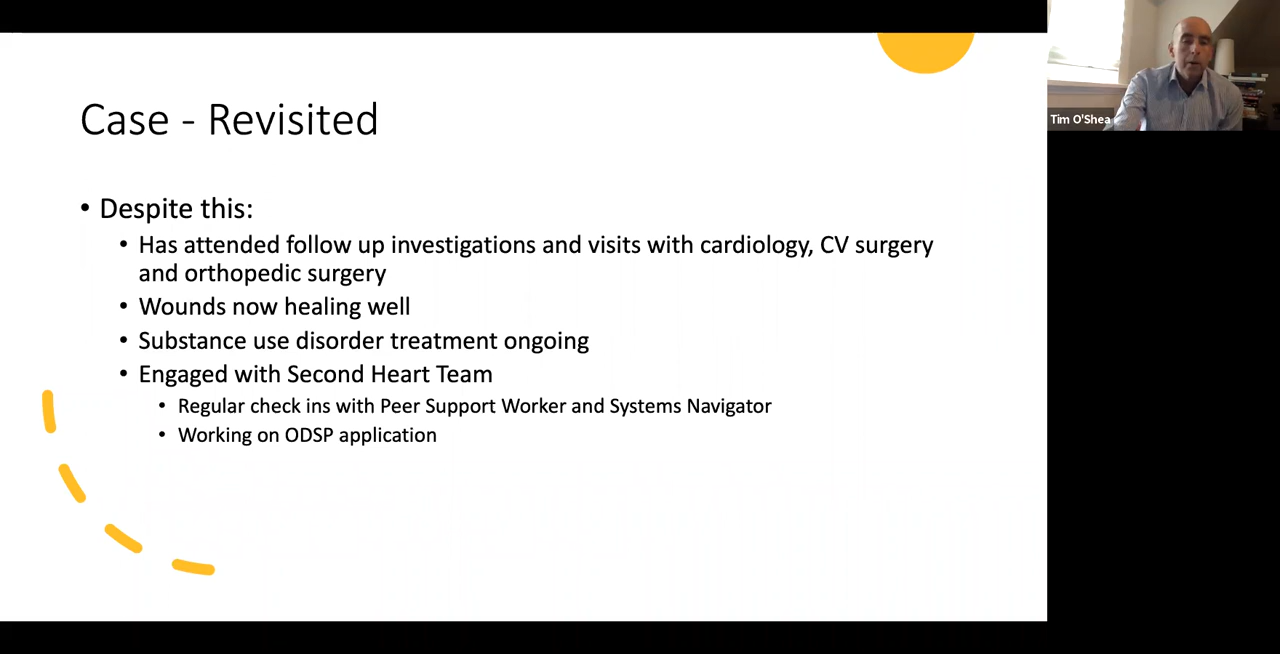 Case - Revisited
• Despite this:
• Has attended follow up investigations and visits with cardiology, CV surgery
and orthopedic surgery
• Wounds now healing well
• Substance use disorder treatment ongoing
• Engaged with Second Heart Team
• Regular check ins with Peer Support Worker and Systems Navigator
• Working on ODSP application
Tim O'Shea